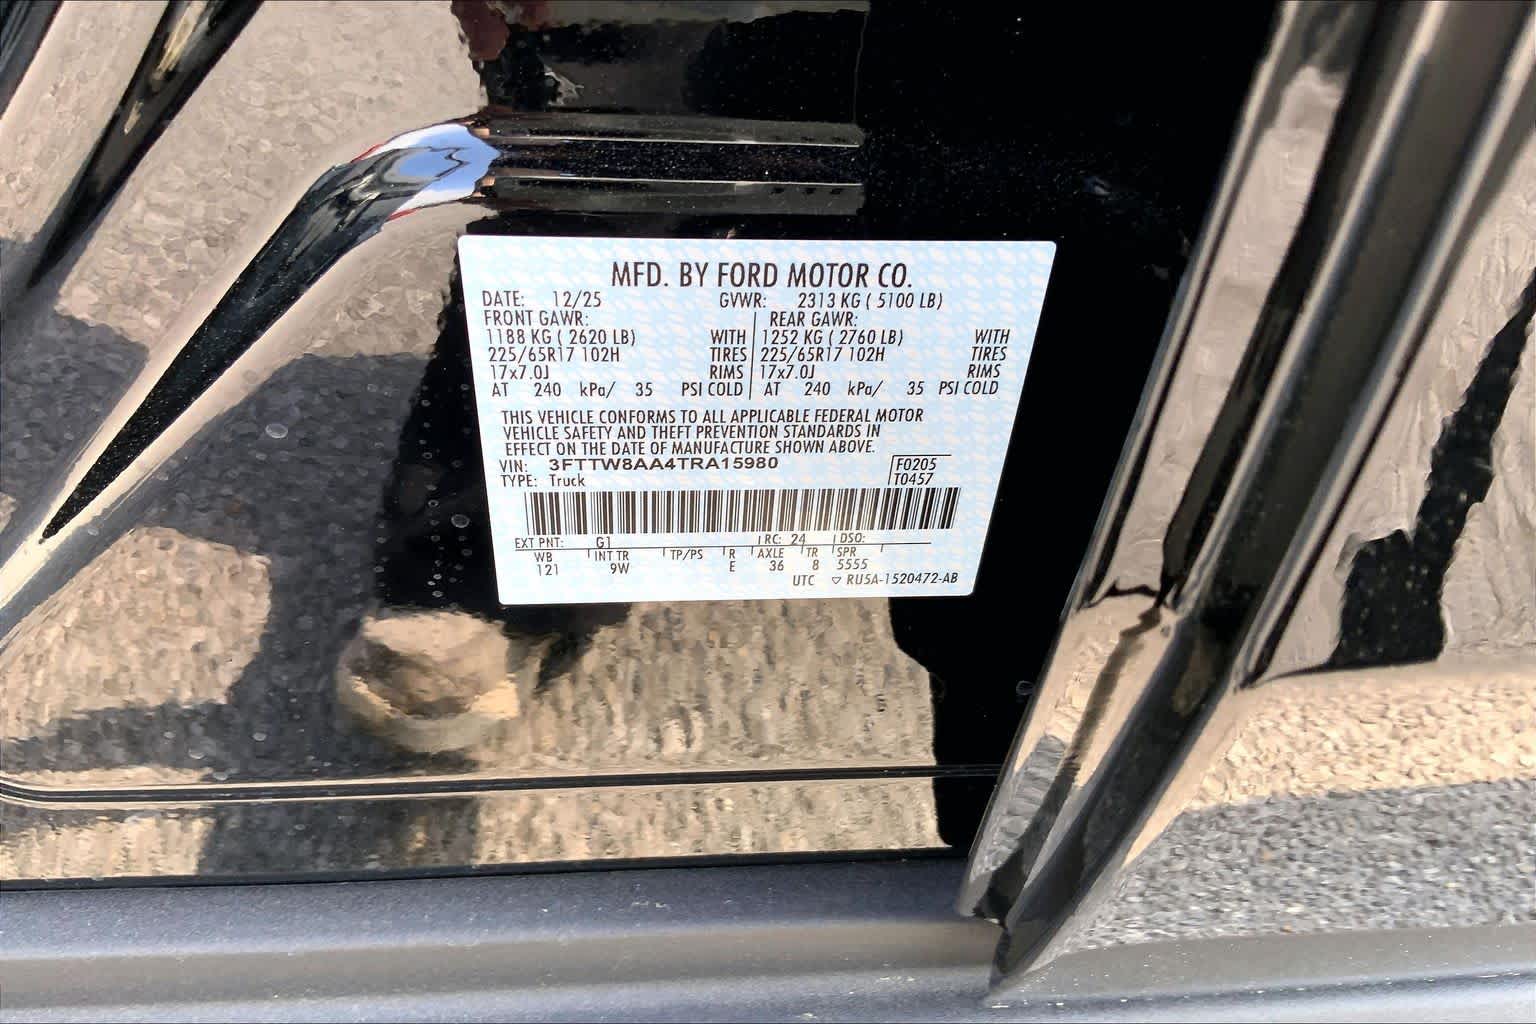 MFD. BY FORD MOTOR CO.
DATE: 12/25 GVWR: 2313 KG ( 5100 LB)
FRONT GAWR: REAR GAWR:
1188 KG ( 2620 LB) WITH 1252 KG ( 2760 LB) WITH
225/65R17 102H TIRES 225/65R17 102H TIRES
17x7.0J RIMS 17x7.0J RIMS
AT 240 kPa/ 35 PSI COLD AT 240 kPa/ 35 PSI COLD
THIS VEHICLE CONFORMS TO ALL APPLICABLE FEDERAL MOTOR
VEHICLE SAFETY AND THEFT PREVENTION STANDARDS IN
EFFECT ON THE DATE OF MANUFACTURE SHOWN ABOVE.
VIN: 3FTTW8AA4TRA15980 F0205
TYPE: Truck T0457
EXT PNT: G1 RC: 24 DSO:
WB INT TR TP/PS R AXLE TR SPR
121 9W E 36 8 5555
UTC ▽ RU5A-1520472-AB